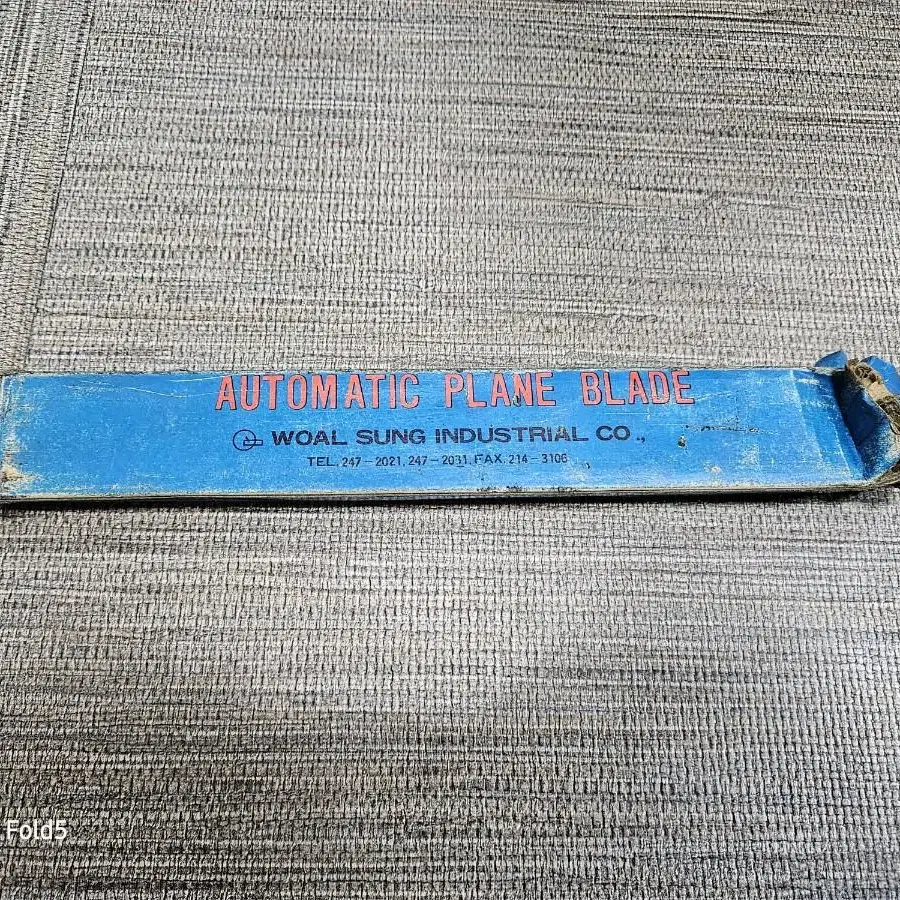 AUTOMATIC PLANE BLADE
WOAL SUNG INDUSTRIAL CO.,
TEL. 247-2021, 247-2031, FAX. 214-3106
Fold5